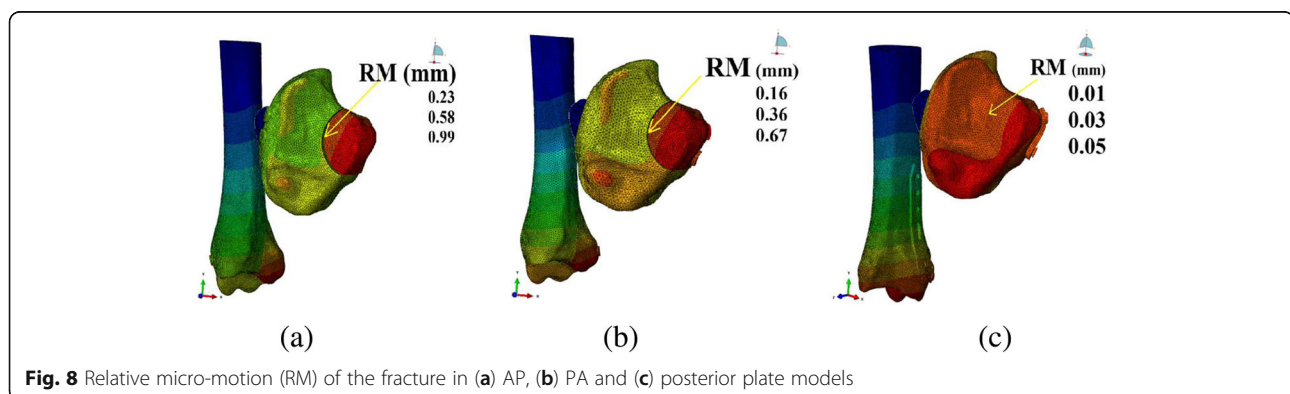 RM (mm)
0.23
0.58
0.99
(a)
RM (mm)
0.16
0.36
0.67
(b)
RM (mm)
0.01
0.03
0.05
(c)
Fig. 8 Relative micro-motion (RM) of the fracture in (a) AP, (b) PA and (c) posterior plate models